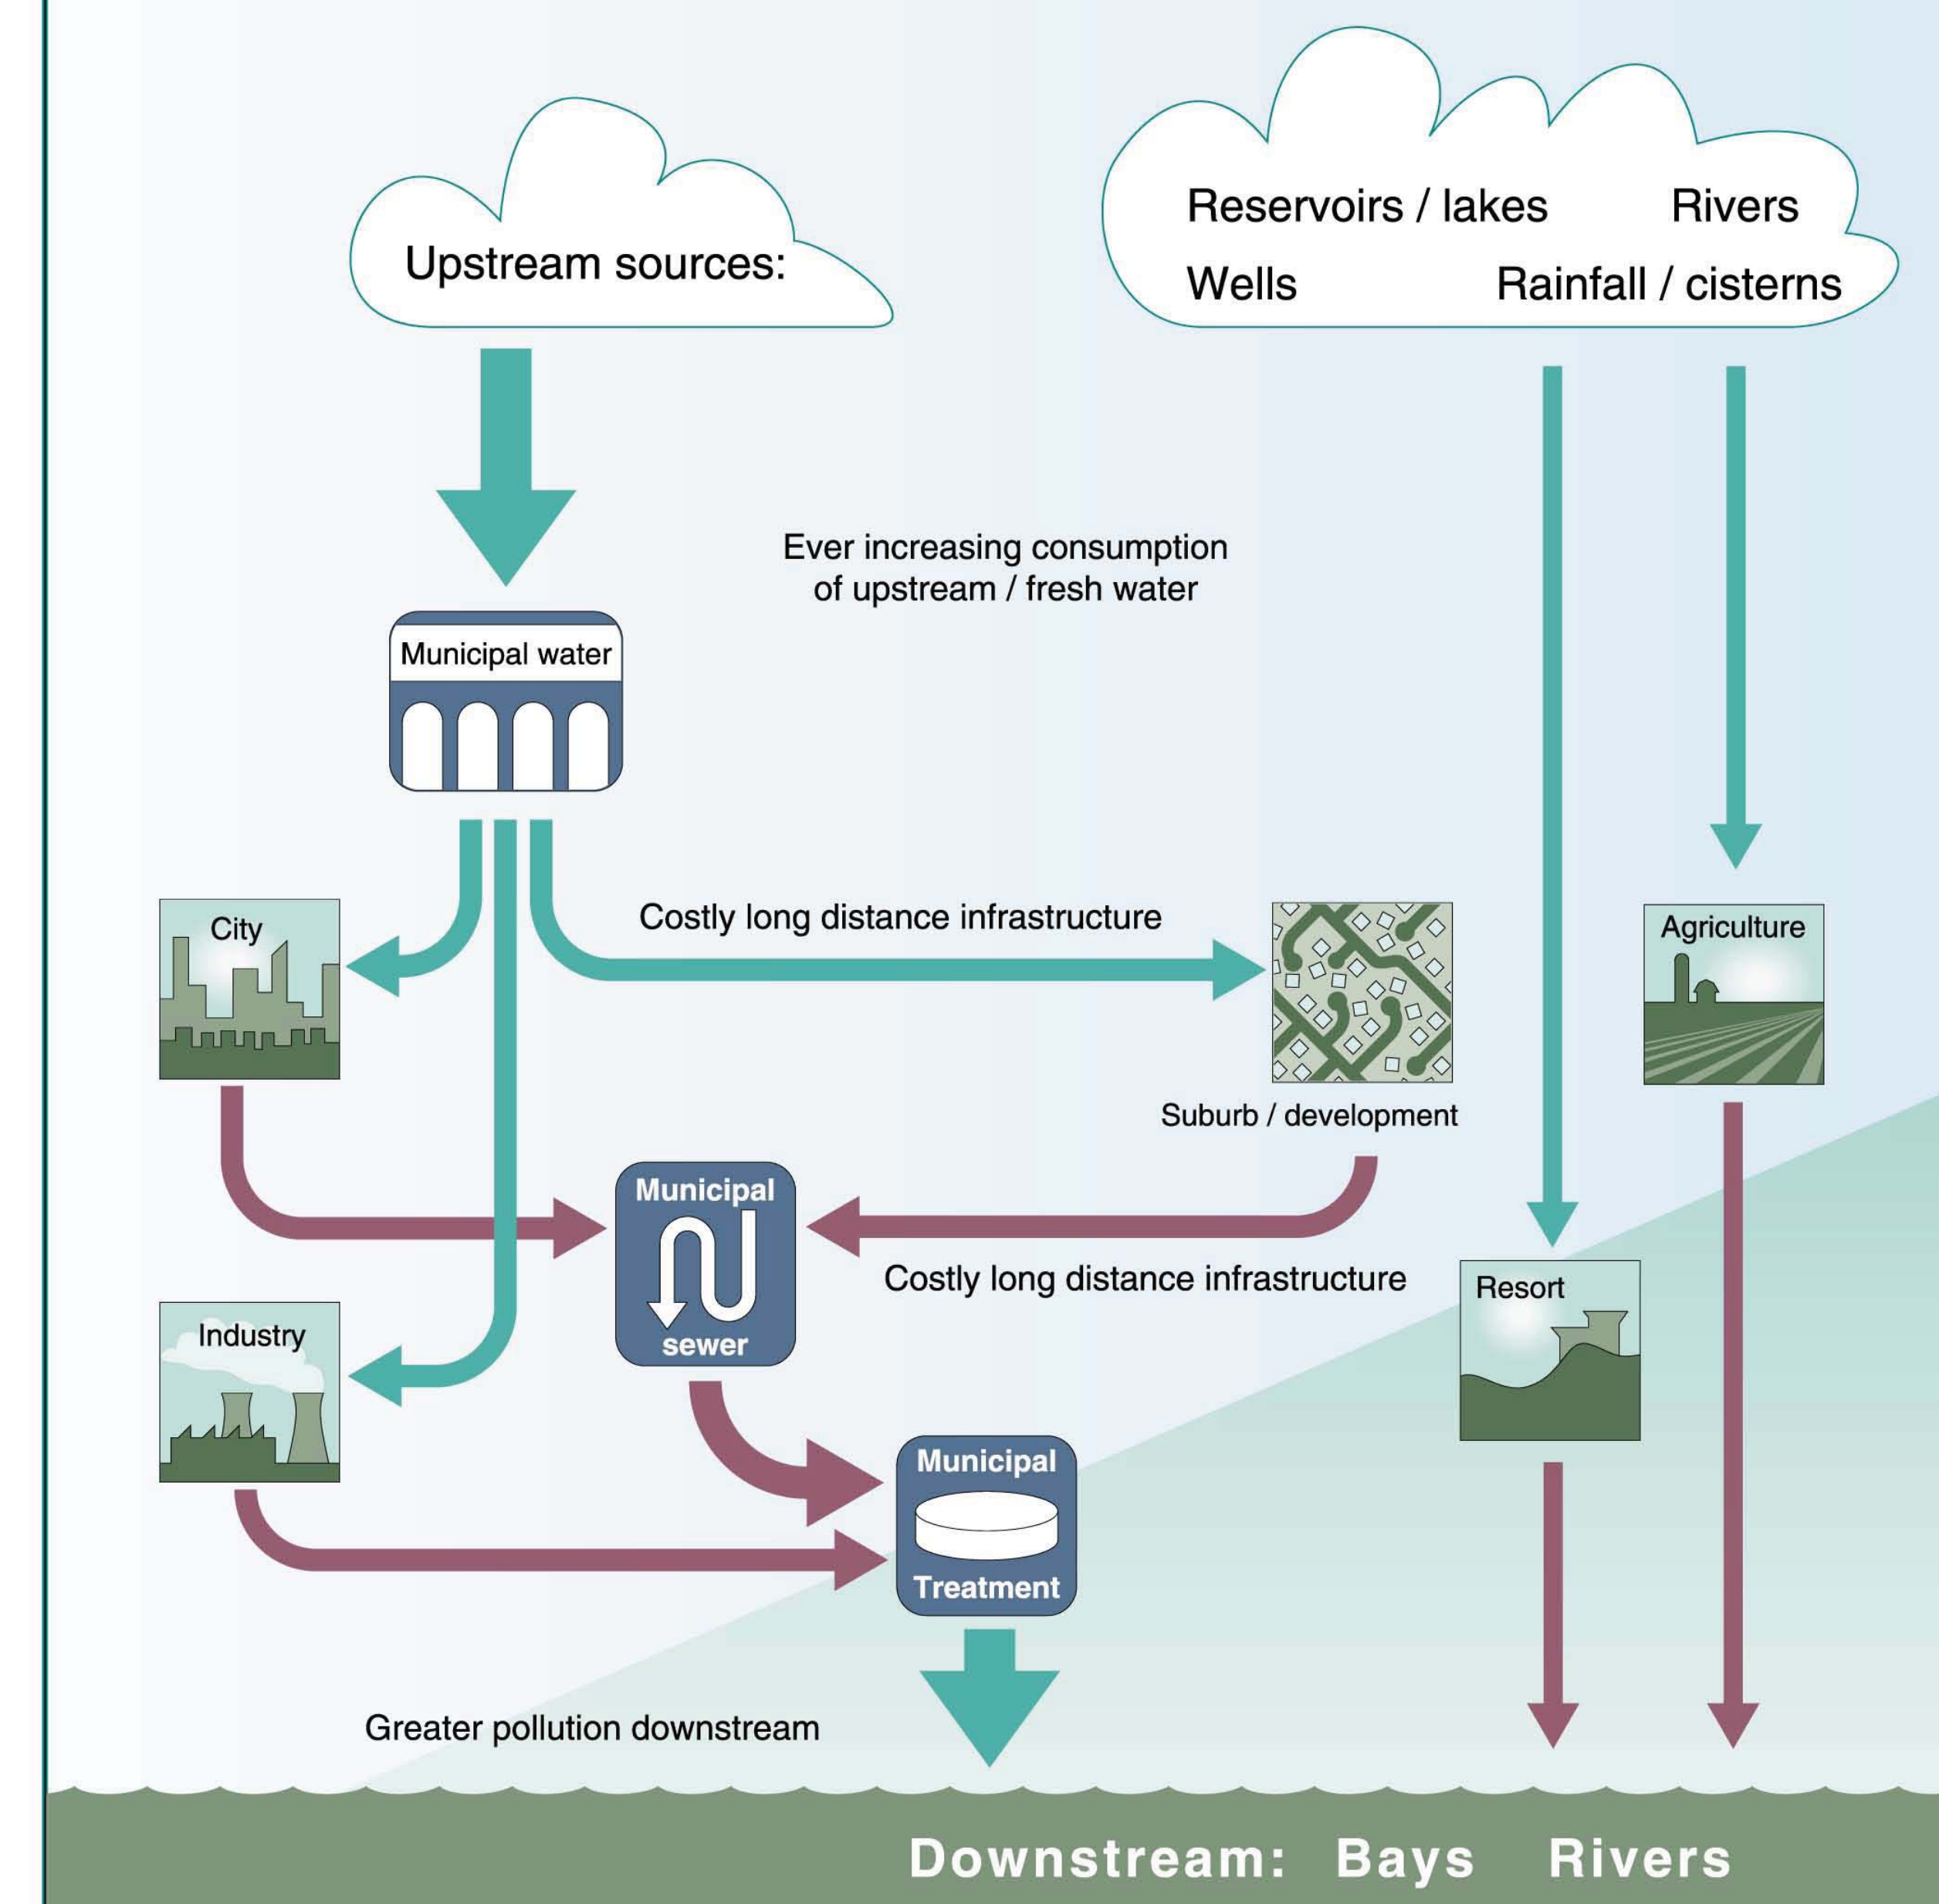 Upstream sources:
Reservoirs / lakes Rivers
Wells Rainfall / cisterns
Ever increasing consumption
of upstream / fresh water
Municipal water
City
Costly long distance infrastructure
Agriculture
Suburb / development
Municipal
sewer
Costly long distance infrastructure
Resort
Industry
Municipal
Treatment
Greater pollution downstream
Downstream: Bays Rivers